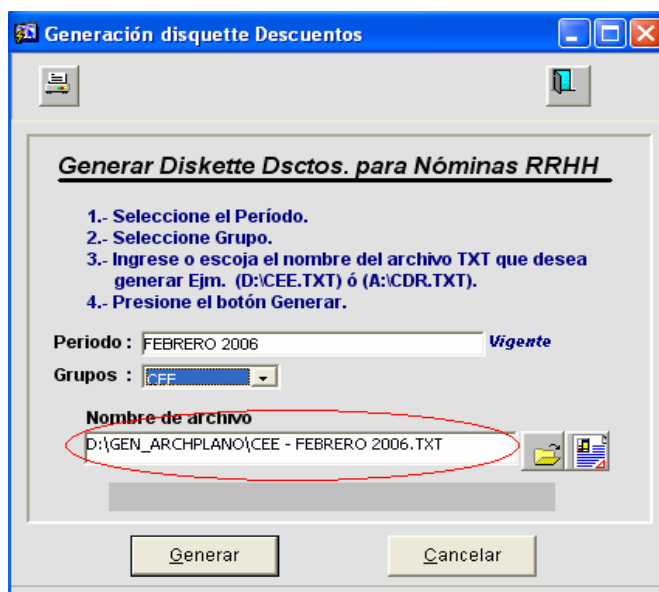 Generación disquette Descuentos
Generar Diskette Dsctos. para Nóminas RRHH
1.- Seleccione el Período.
2.- Seleccione Grupo.
3.- Ingrese o escoja el nombre del archivo TXT que desea
generar Ejm. (D:\CEE.TXT) ó (A:\CDR.TXT).
4.- Presione el botón Generar.
Periodo : FEBRERO 2006 Vigente
Grupos : CEE
Nombre de archivo
D:\GEN_ARCHPLANO\CEE - FEBRERO 2006.TXT
Generar Cancelar